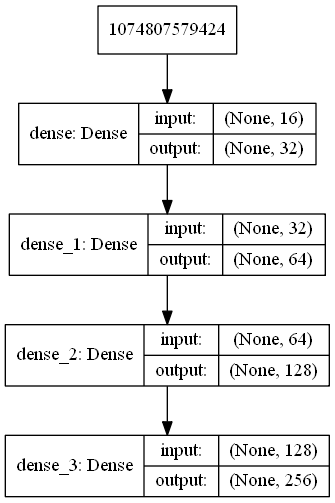 1074807579424
dense: Dense
input: (None, 16)
output: (None, 32)
dense_1: Dense
input: (None, 32)
output: (None, 64)
dense_2: Dense
input: (None, 64)
output: (None, 128)
dense_3: Dense
input: (None, 128)
output: (None, 256)